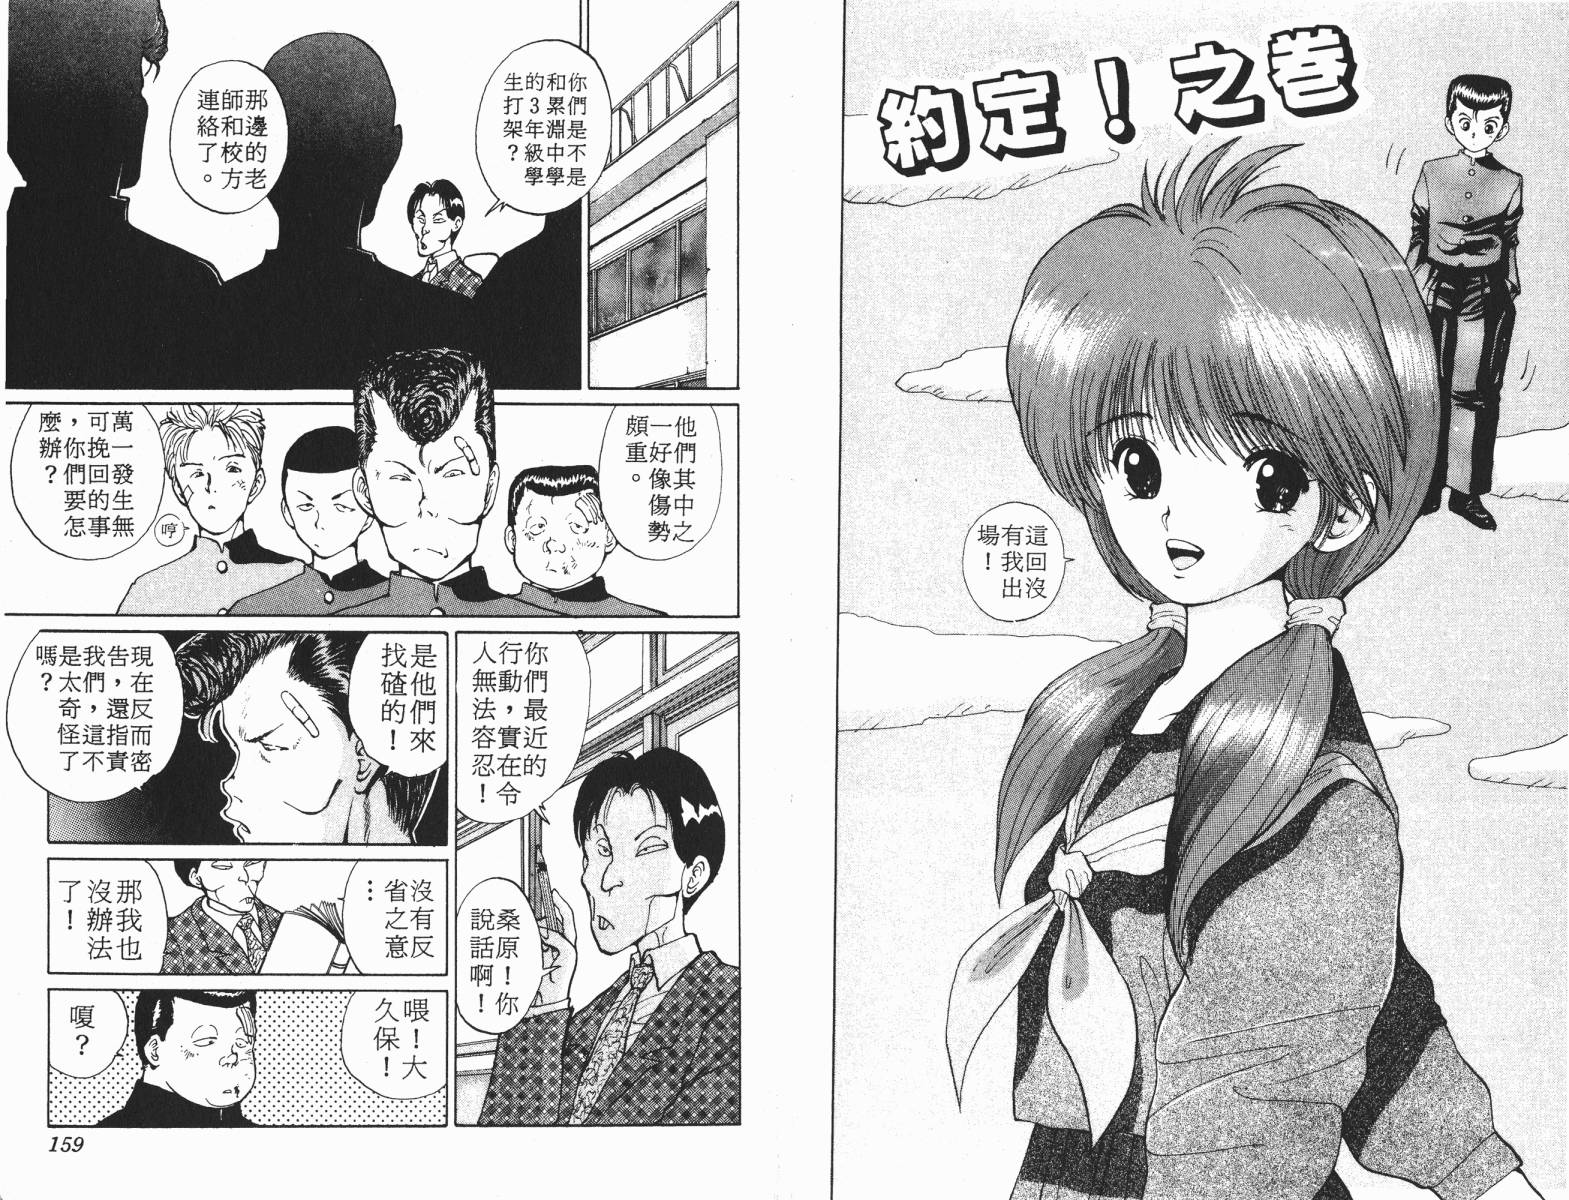 約定！之巻
這回沒
有我出
場！
你們是不是
和累淵中學
的3年級學
生打架？
那邊的老
師和校方
連絡了。
他們其中之
一好像傷勢
頗重。
萬一發生無
可挽回的事
，你們要怎
麼辦？
哼
你們最近的
行動，實在令
人無法容忍！
桑原！你
說話啊！
是他們來
找碴的！
現在反而密
告，還指責
是我們，這不
是太奇怪了
嗎？
沒有反
省之意
…
那我也
沒辦法
了！
喂！大
久保！
嗄？
159